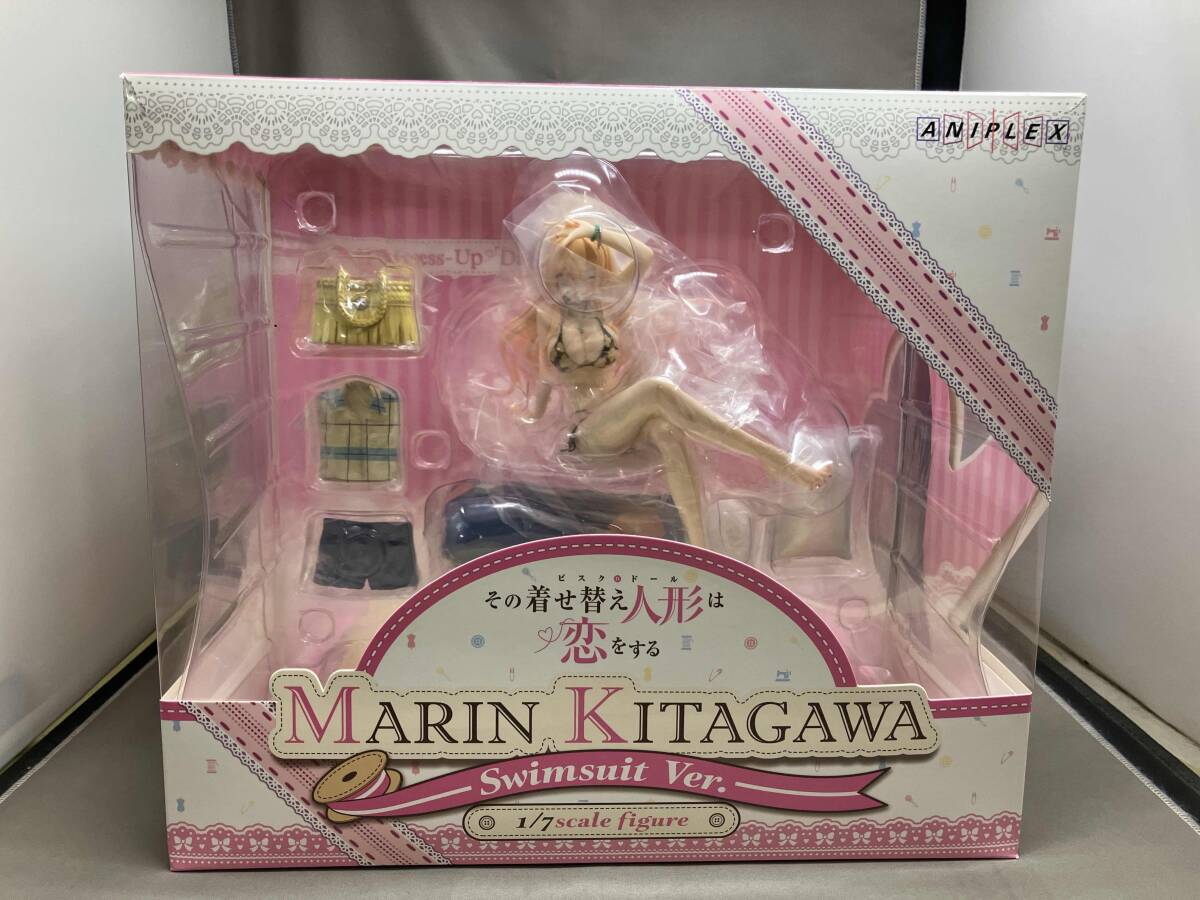 ANIPLEX
ess-Up
ビスク・ドール
その着せ替え人形は
恋をする
MARIN KITAGAWA
Swimsuit Ver.
1/7 scale figure